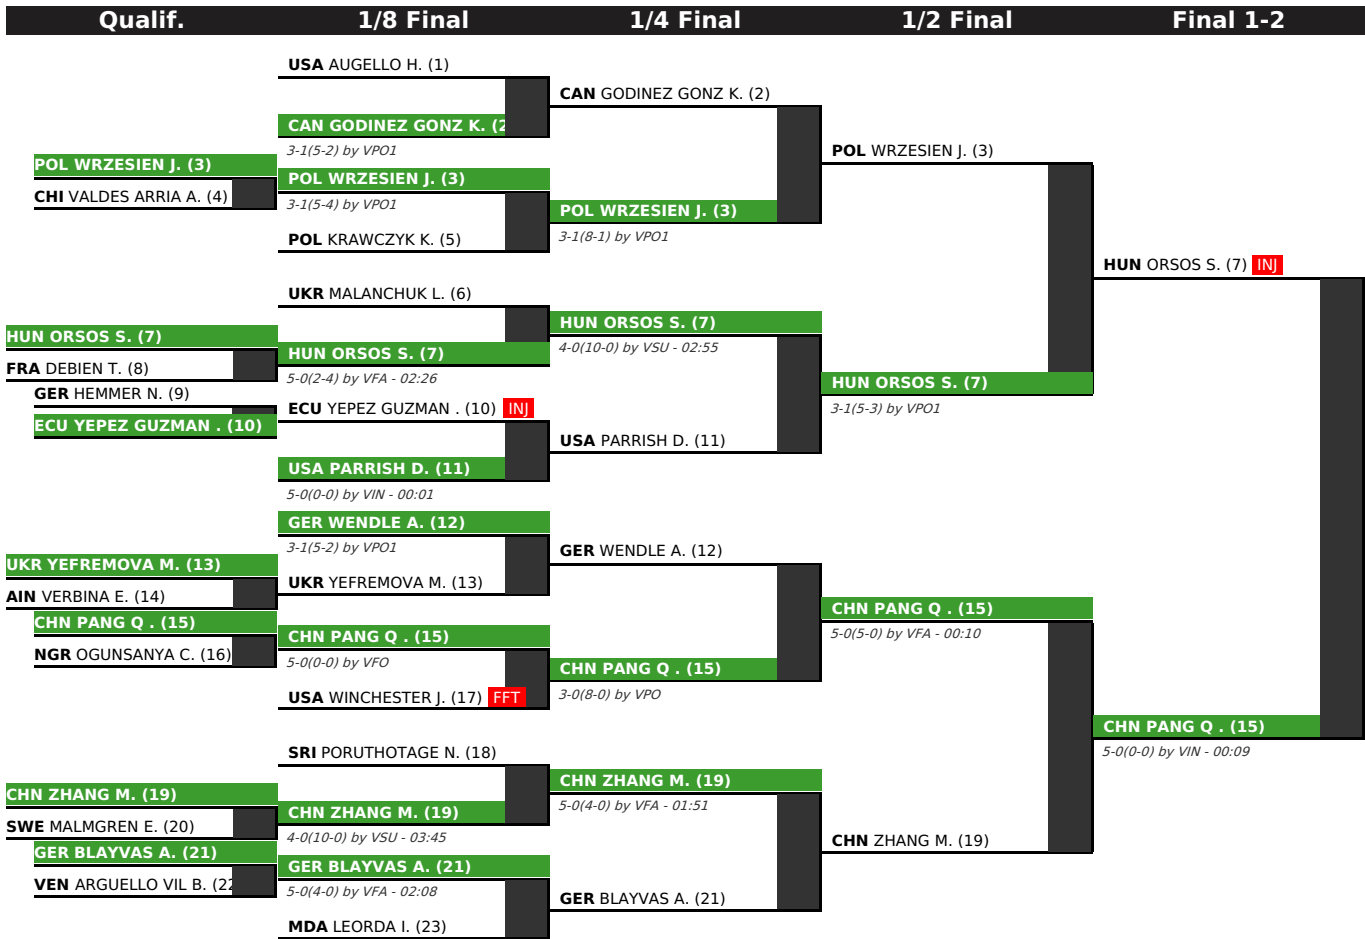 Qualif.
1/8 Final
1/4 Final
1/2 Final
Final 1-2
POL WRZESIEN J. (3)
CHI VALDES ARRIA A. (4)
HUN ORSOS S. (7)
FRA DEBIEN T. (8)
GER HEMMER N. (9)
ECU YEPEZ GUZMAN . (10)
UKR YEFREMOVA M. (13)
AIN VERBINA E. (14)
CHN PANG Q . (15)
NGR OGUNSANYA C. (16)
CHN ZHANG M. (19)
SWE MALMGREN E. (20)
GER BLAYVAS A. (21)
VEN ARGUELLO VIL B. (22
USA AUGELLO H. (1)
CAN GODINEZ GONZ K. (2
3-1(5-2) by VPO1
POL WRZESIEN J. (3)
3-1(5-4) by VPO1
POL KRAWCZYK K. (5)
UKR MALANCHUK L. (6)
HUN ORSOS S. (7)
5-0(2-4) by VFA - 02:26
ECU YEPEZ GUZMAN . (10) INJ
USA PARRISH D. (11)
5-0(0-0) by VIN - 00:01
GER WENDLE A. (12)
3-1(5-2) by VPO1
UKR YEFREMOVA M. (13)
CHN PANG Q . (15)
5-0(0-0) by VFO
USA WINCHESTER J. (17) FFT
SRI PORUTHOTAGE N. (18)
CHN ZHANG M. (19)
4-0(10-0) by VSU - 03:45
GER BLAYVAS A. (21)
5-0(4-0) by VFA - 02:08
MDA LEORDA I. (23)
CAN GODINEZ GONZ K. (2)
POL WRZESIEN J. (3)
3-1(8-1) by VPO1
HUN ORSOS S. (7)
4-0(10-0) by VSU - 02:55
USA PARRISH D. (11)
GER WENDLE A. (12)
CHN PANG Q . (15)
3-0(8-0) by VPO
CHN ZHANG M. (19)
5-0(4-0) by VFA - 01:51
GER BLAYVAS A. (21)
POL WRZESIEN J. (3)
HUN ORSOS S. (7)
3-1(5-3) by VPO1
CHN PANG Q . (15)
5-0(5-0) by VFA - 00:10
CHN ZHANG M. (19)
HUN ORSOS S. (7) INJ
CHN PANG Q . (15)
5-0(0-0) by VIN - 00:09